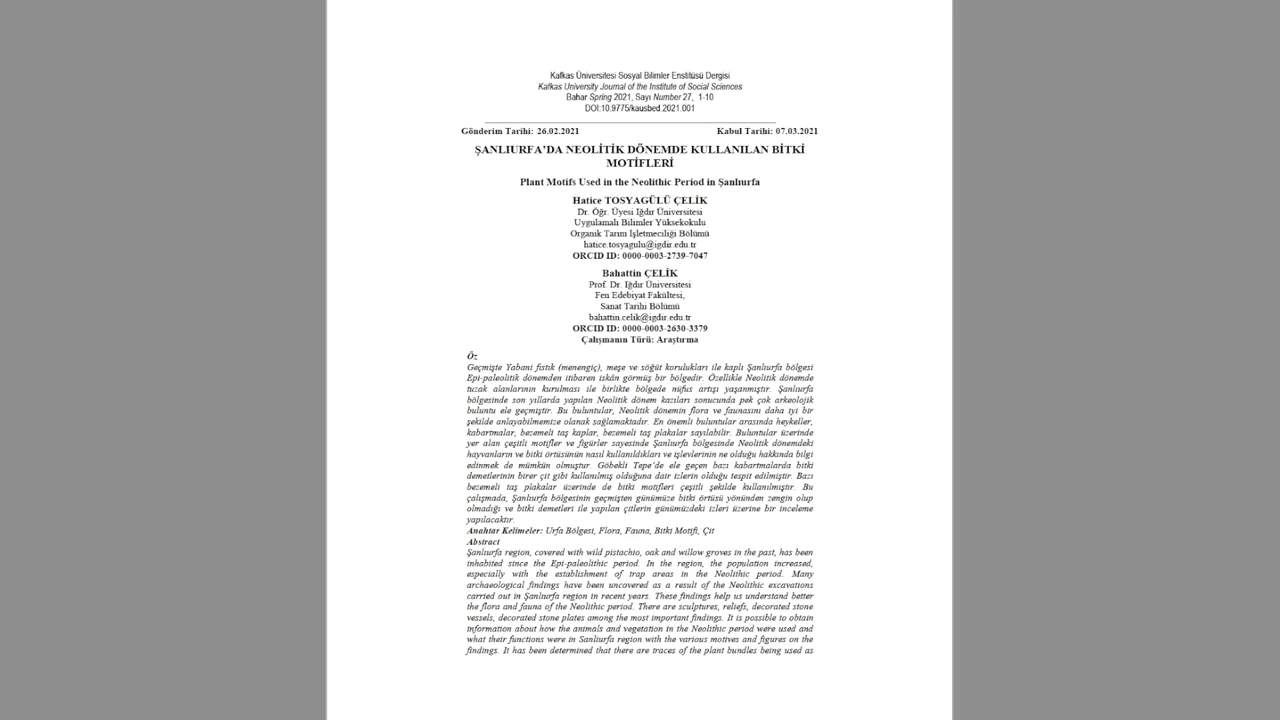 Kafkas Üniversitesi Sosyal Bilimler Enstitüsü Dergisi
Kafkas University Journal of the Institute of Social Sciences
Bahar Spring 2021, Sayı Number 27, 1-10
DOI:10.9775/kausbed.2021.001
Gönderim Tarihi: 26.02.2021 Kabul Tarihi: 07.03.2021
ŞANLIURFA'DA NEOLİTİK DÖNEMDE KULLANILAN BİTKİ
MOTİFLERİ
Plant Motifs Used in the Neolithic Period in Şanlıurfa
Hatice TOSYAGÜLÜ ÇELİK
Dr. Öğr. Üyesi Iğdır Üniversitesi
Uygulamalı Bilimler Yüksekokulu
Organik Tarım İşletmeciliği Bölümü
hatice.tosyagulu@igdir.edu.tr
ORCID ID: 0000-0003-2739-7047
Bahattin ÇELİK
Prof. Dr. Iğdır Üniversitesi
Fen Edebiyat Fakültesi,
Sanat Tarihi Bölümü
bahattin.celik@igdir.edu.tr
ORCID ID: 0000-0003-2630-3379
Çalışmanın Türü: Araştırma
Öz
Geçmişte Yabani fıstık (menengiç), meşe ve söğüt korulukları ile kaplı Şanlıurfa bölgesi
Epi-paleolitik dönemden itibaren iskân görmüş bir bölgedir. Özellikle Neolitik dönemde
tuzak alanlarının kurulması ile birlikte bölgede nüfus artışı yaşanmıştır. Şanlıurfa
bölgesinde son yıllarda yapılan Neolitik dönem kazıları sonucunda pek çok arkeolojik
buluntu ele geçmiştir. Bu buluntular, Neolitik dönemin flora ve faunasını daha iyi bir
şekilde anlayabilmemize olanak sağlamaktadır. En önemli buluntular arasında heykeller,
kabartmalar, bezemeli taş kaplar, bezemeli taş plakalar sayılabilir. Buluntular üzerinde
yer alan çeşitli motifler ve figürler sayesinde Şanlıurfa bölgesinde Neolitik dönemdeki
hayvanların ve bitki örtüsünün nasıl kullanıldıkları ve işlevlerinin ne olduğu hakkında bilgi
edinmek de mümkün olmuştur. Göbekli Tepe'de ele geçen bazı kabartmalarda bitki
demetlerinin birer çit gibi kullanılmış olduğuna dair izlerin olduğu tespit edilmiştir. Bazı
bezemeli taş plakalar üzerinde de bitki motifleri çeşitli şekilde kullanılmıştır. Bu
çalışmada, Şanlıurfa bölgesinin geçmişten günümüze bitki örtüsü yönünden zengin olup
olmadığı ve bitki demetleri ile yapılan çitlerin günümüzdeki izleri üzerine bir inceleme
yapılacaktır.
Anahtar Kelimeler: Urfa Bölgesi, Flora, Fauna, Bitki Motifi, Çit
Abstract
Şanlıurfa region, covered with wild pistachio, oak and willow groves in the past, has been
inhabited since the Epi-paleolithic period. In the region, the population increased,
especially with the establishment of trap areas in the Neolithic period. Many
archaeological findings have been uncovered as a result of the Neolithic excavations
carried out in Şanlıurfa region in recent years. These findings help us understand better
the flora and fauna of the Neolithic period. There are sculptures, reliefs, decorated stone
vessels, decorated stone plates among the most important findings. It is possible to obtain
information about how the animals and vegetation in the Neolithic period were used and
what their functions were in Sanlıurfa region with the various motives and figures on the
findings. It has been determined that there are traces of the plant bundles being used as